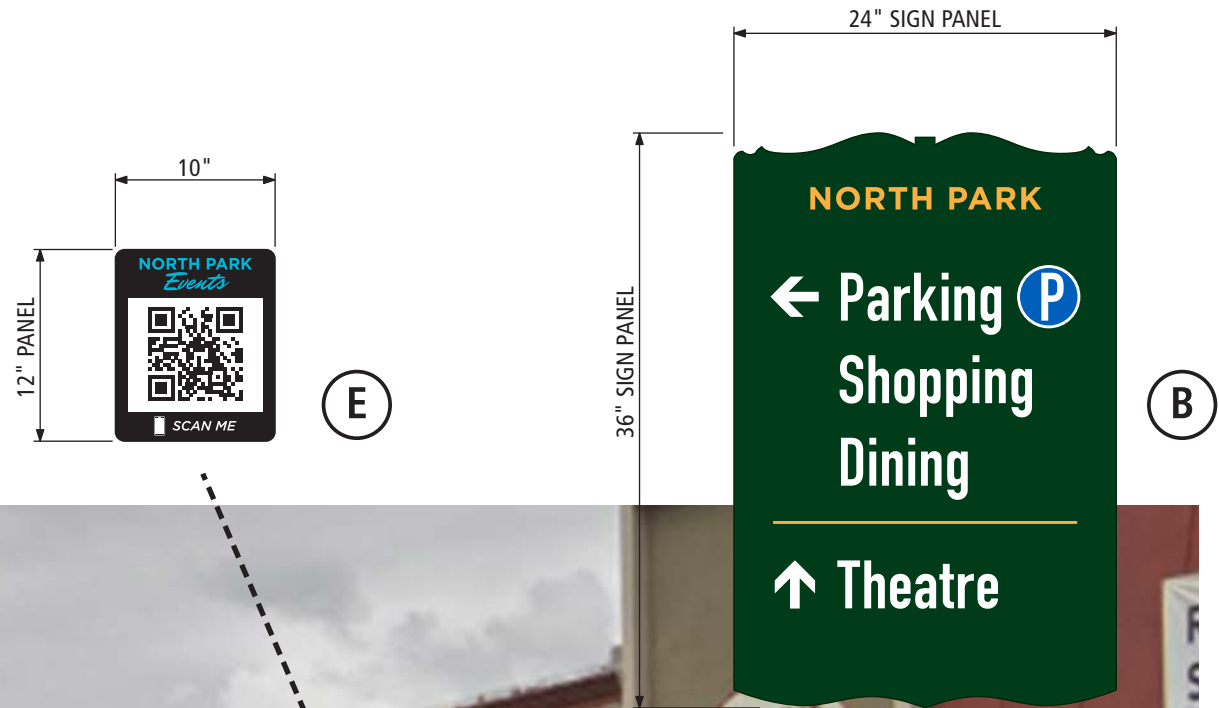 24" SIGN PANEL
10"
12" PANEL
NORTH PARK
Events
SCAN ME
E
36" SIGN PANEL
NORTH PARK
Parking P
Shopping
Dining
Theatre
B